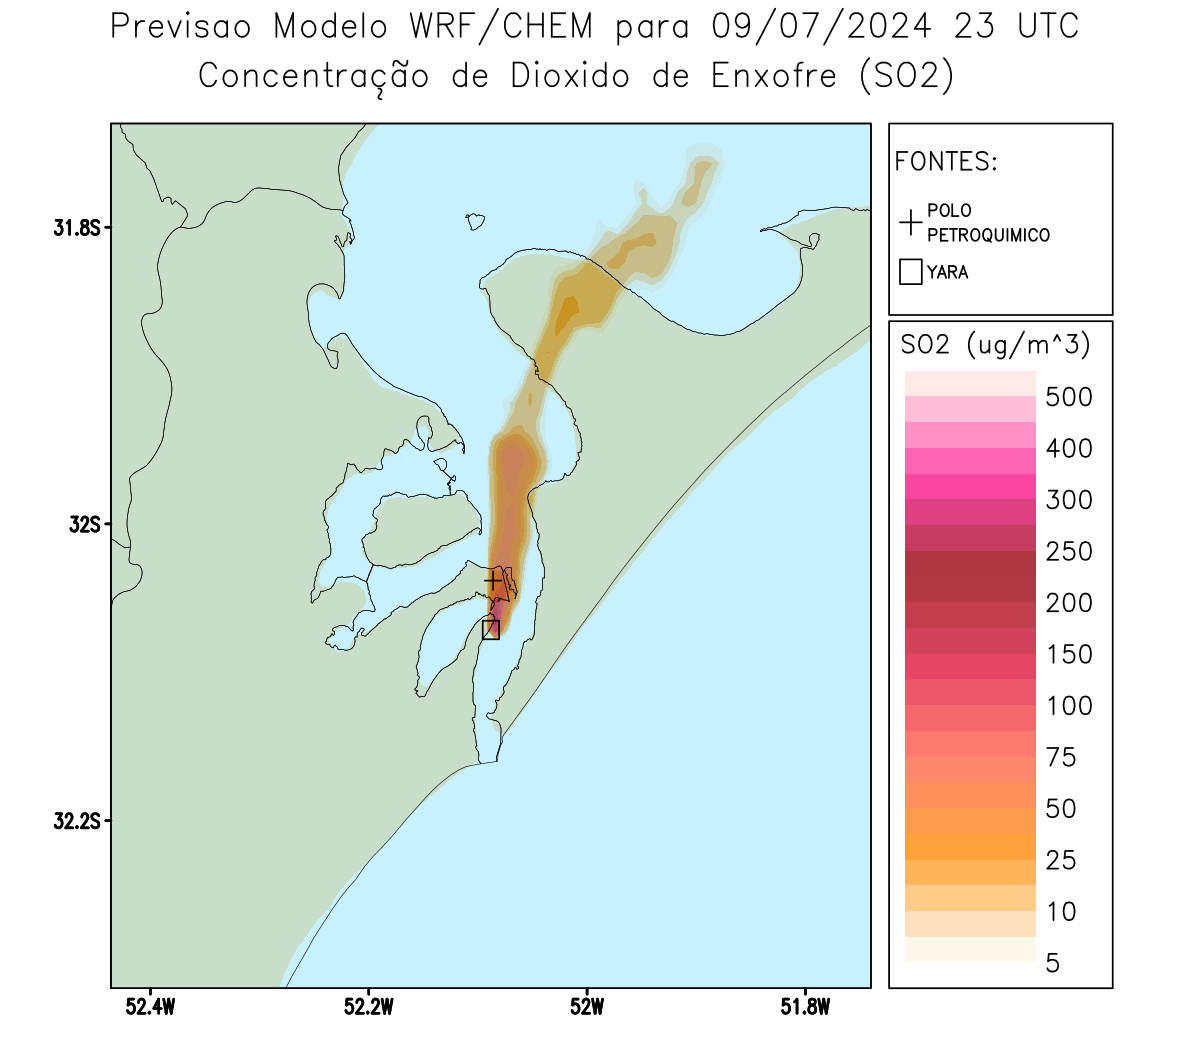 Previsao Modelo WRF/CHEM para 09/07/2024 23 UTC
Concentração de Dioxido de Enxofre (SO2)
FONTES:
POLO
PETROQUIMICO
YARA
31.8S
32S
32.2S
52.4W
52.2W
52W
51.8W
SO2 (ug/m^3)
500
400
300
250
200
150
100
75
50
25
10
5